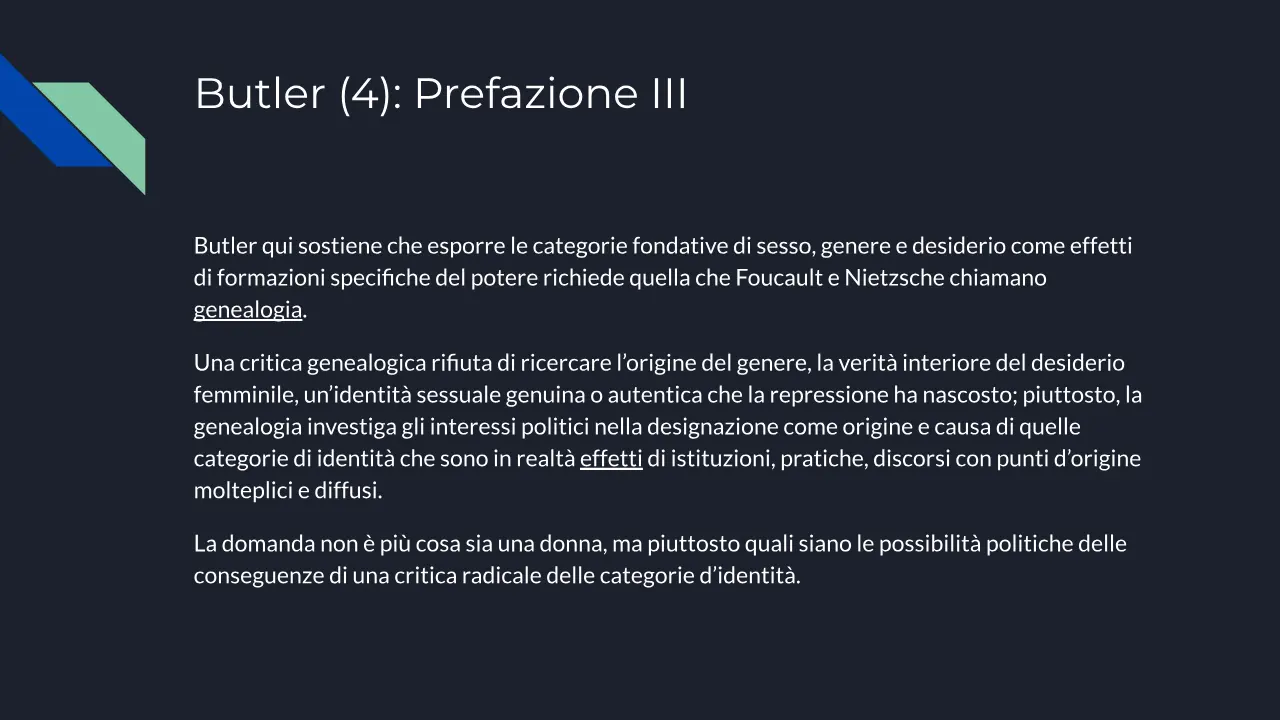 Butler (4): Prefazione III
Butler qui sostiene che esporre le categorie fondative di sesso, genere e desiderio come effetti
di formazioni specifiche del potere richiede quella che Foucault e Nietzsche chiamano
genealogia.
Una critica genealogica rifiuta di ricercare l’origine del genere, la verità interiore del desiderio
femminile, un’identità sessuale genuina o autentica che la repressione ha nascosto; piuttosto, la
genealogia investiga gli interessi politici nella designazione come origine e causa di quelle
categorie di identità che sono in realtà effetti di istituzioni, pratiche, discorsi con punti d’origine
molteplici e diffusi.
La domanda non è più cosa sia una donna, ma piuttosto quali siano le possibilità politiche delle
conseguenze di una critica radicale delle categorie d’identità.